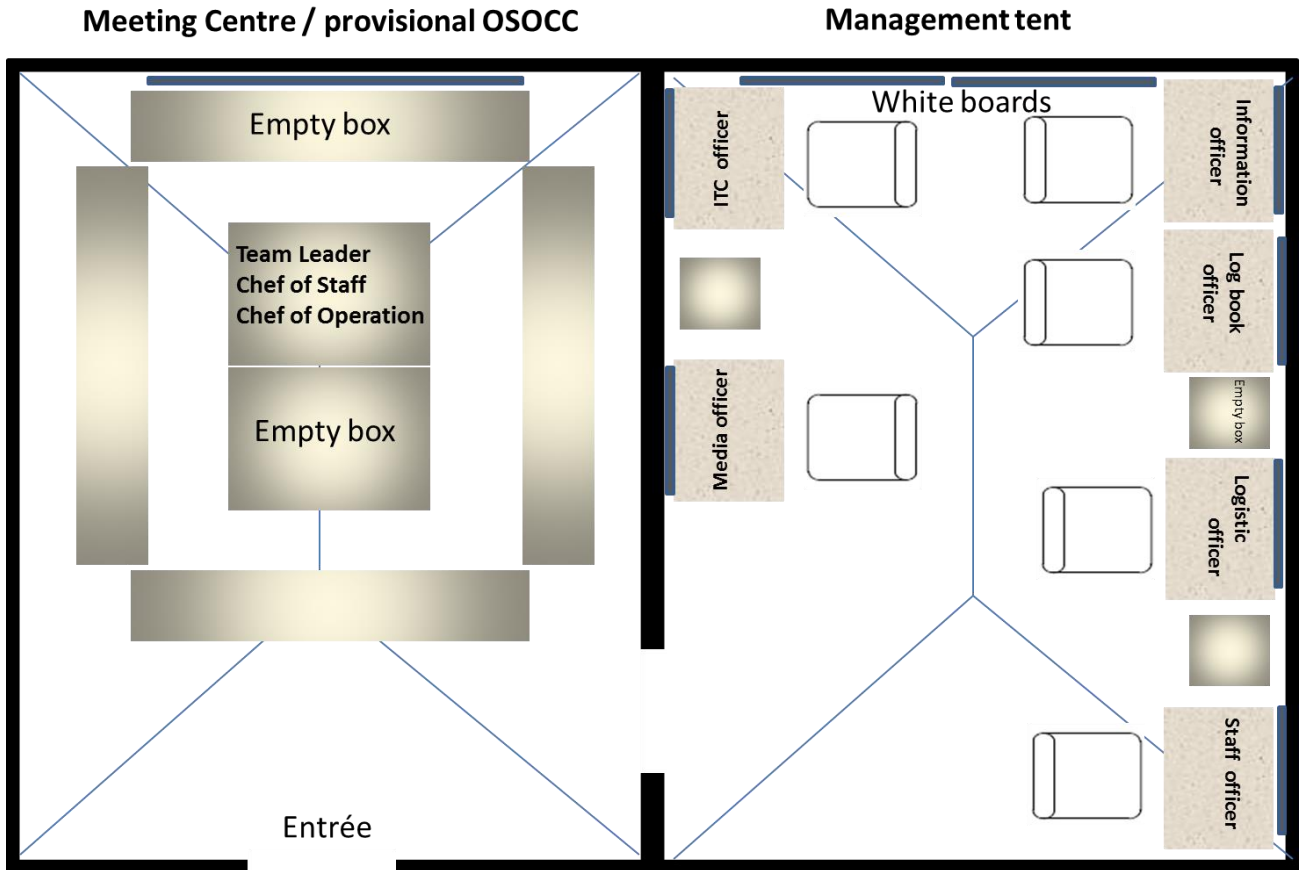 Meeting Centre / provisional OSOCC
Management tent
Empty box
Team Leader
Chef of Staff
Chef of Operation
Empty box
Entrée
White boards
ITC officer
Media officer
Information
officer
Log book
officer
Empty box
Logistic
officer
Staff officer